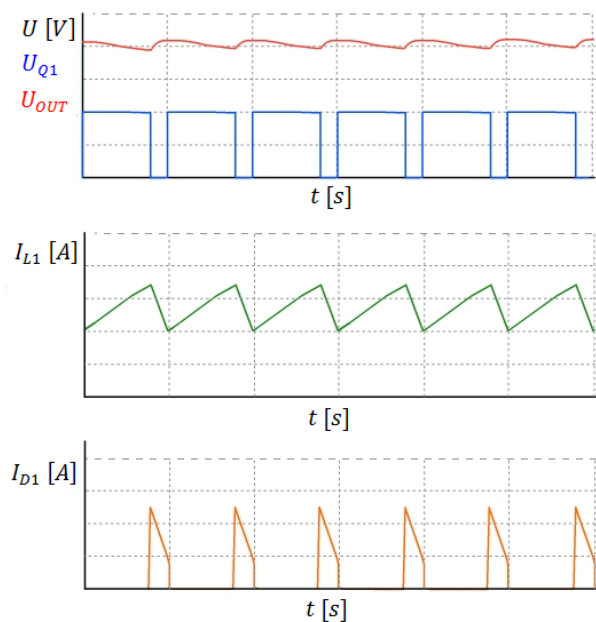 U [V]
U_Q1
U_OUT
t [s]
I_L1 [A]
t [s]
I_D1 [A]
t [s]